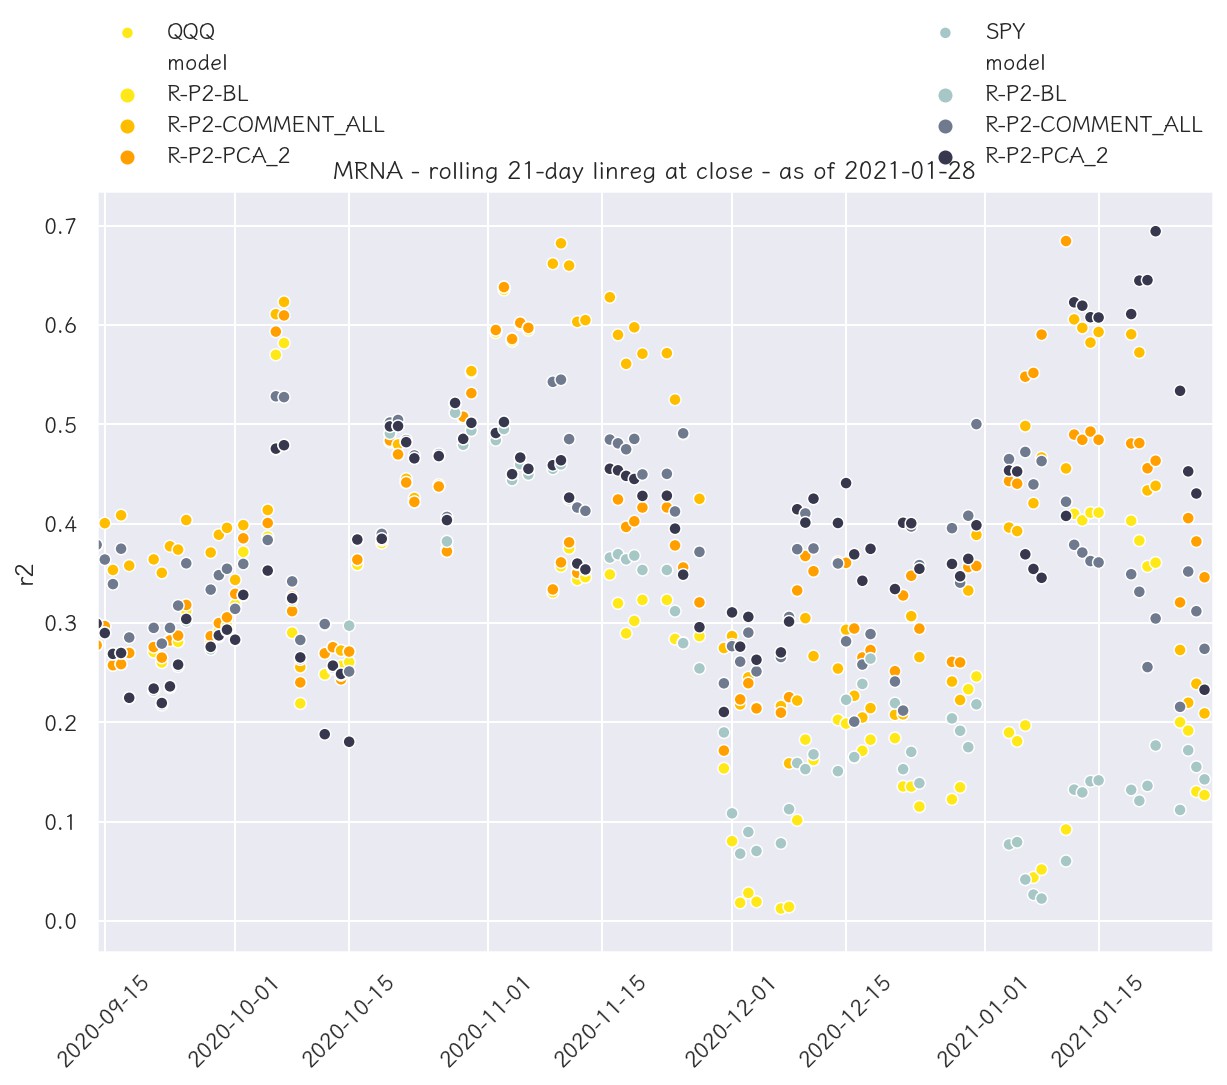 QQQ
model
R-P2-BL
R-P2-COMMENT_ALL
R-P2-PCA_2
SPY
model
R-P2-BL
R-P2-COMMENT_ALL
R-P2-PCA_2
MRNA - rolling 21-day linreg at close - as of 2021-01-28
0.7
0.6
0.5
0.4
0.3
0.2
0.1
0.0
r2
2020-09-15
2020-10-01
2020-10-15
2020-11-01
2020-11-15
2020-12-01
2020-12-15
2021-01-01
2021-01-15